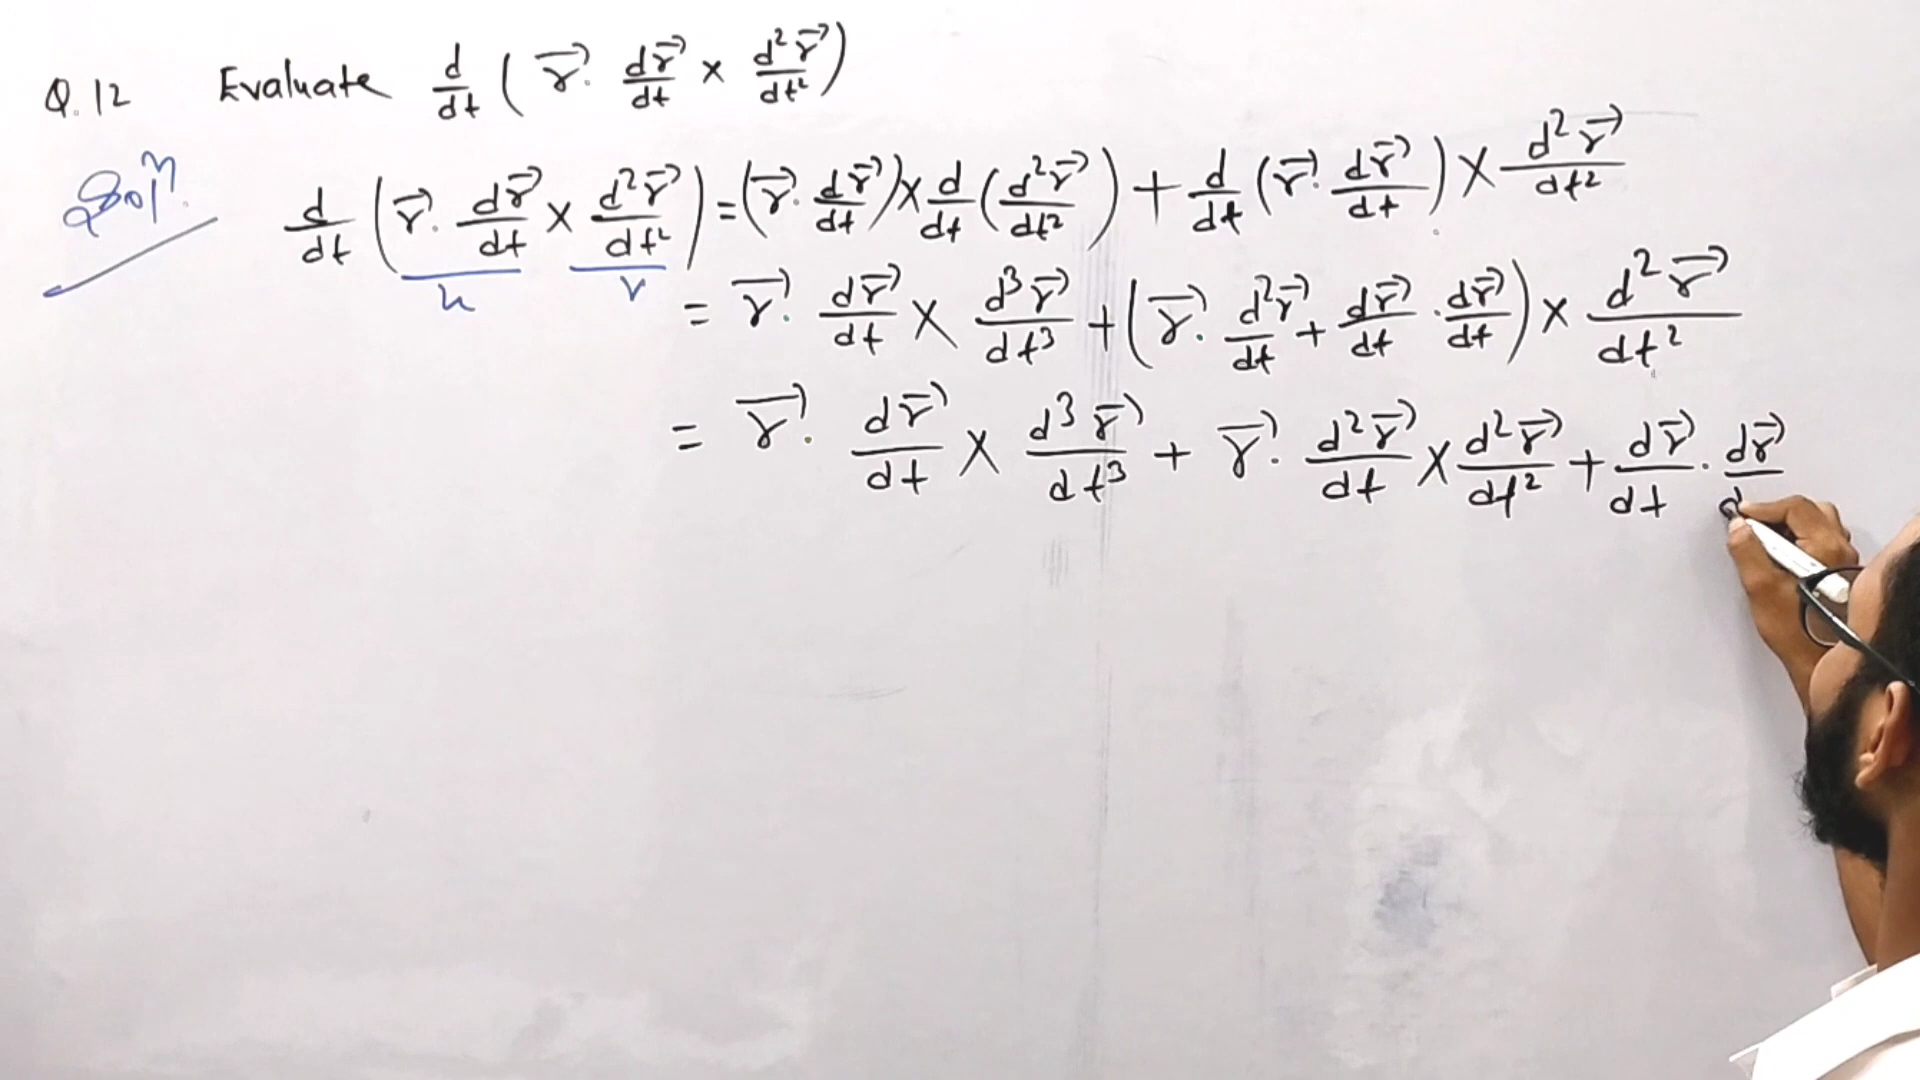 Q.12 Evaluate d/dt ( r⃗ . dr⃗/dt × d²r⃗/dt² )
Solⁿ. d/dt ( r⃗ . dr⃗/dt × d²r⃗/dt² ) = ( r⃗ . dr⃗/dt ) × d/dt ( d²r⃗/dt² ) + d/dt ( r⃗ . dr⃗/dt ) × d²r⃗/dt²
u v
= r⃗ . dr⃗/dt × d³r⃗/dt³ + ( r⃗ . d²r⃗/dt + dr⃗/dt . dr⃗/dt ) × d²r⃗/dt²
= r⃗ . dr⃗/dt × d³r⃗/dt³ + r⃗ . d²r⃗/dt × d²r⃗/dt² + dr⃗/dt . dr⃗/d